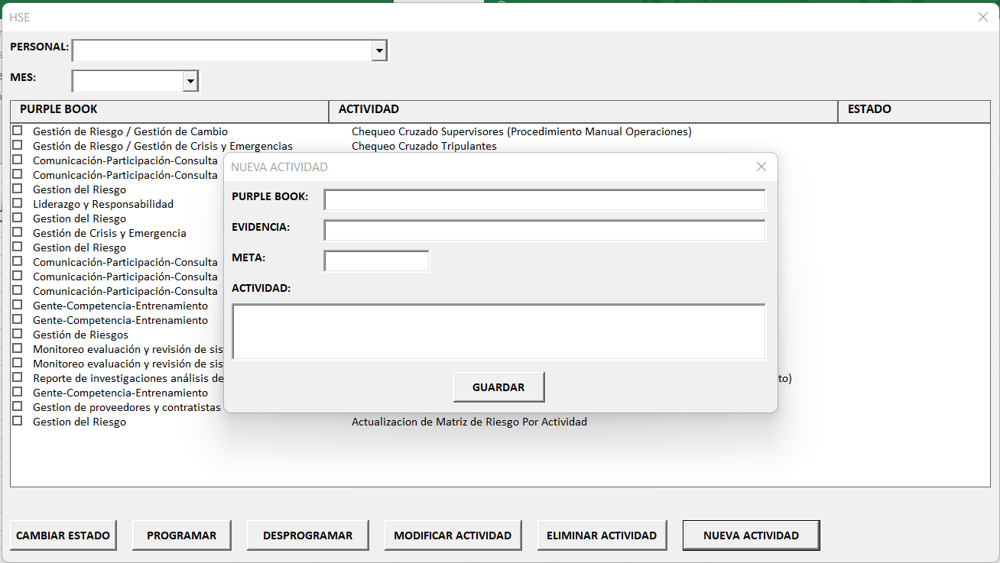 HSE
PERSONAL:
MES:
PURPLE BOOK ACTIVIDAD ESTADO
Gestión de Riesgo / Gestión de Cambio Chequeo Cruzado Supervisores (Procedimiento Manual Operaciones)
Gestión de Riesgo / Gestión de Crisis y Emergencias Chequeo Cruzado Tripulantes
Comunicación-Participación-Consulta
Comunicación-Participación-Consulta
Gestion del Riesgo
Liderazgo y Responsabilidad
Gestion del Riesgo
Gestión de Crisis y Emergencia
Gestion del Riesgo
Comunicación-Participación-Consulta
Comunicación-Participación-Consulta
Comunicación-Participación-Consulta
Gente-Competencia-Entrenamiento
Gente-Competencia-Entrenamiento
Gestión de Riesgos
Monitoreo evaluación y revisión de sis
Monitoreo evaluación y revisión de sis
Reporte de investigaciones análisis de to)
Gente-Competencia-Entrenamiento
Gestion de proveedores y contratistas
Gestion del Riesgo Actualizacion de Matriz de Riesgo Por Actividad
NUEVA ACTIVIDAD
PURPLE BOOK:
EVIDENCIA:
META:
ACTIVIDAD:
GUARDAR
CAMBIAR ESTADO PROGRAMAR DESPROGRAMAR MODIFICAR ACTIVIDAD ELIMINAR ACTIVIDAD NUEVA ACTIVIDAD